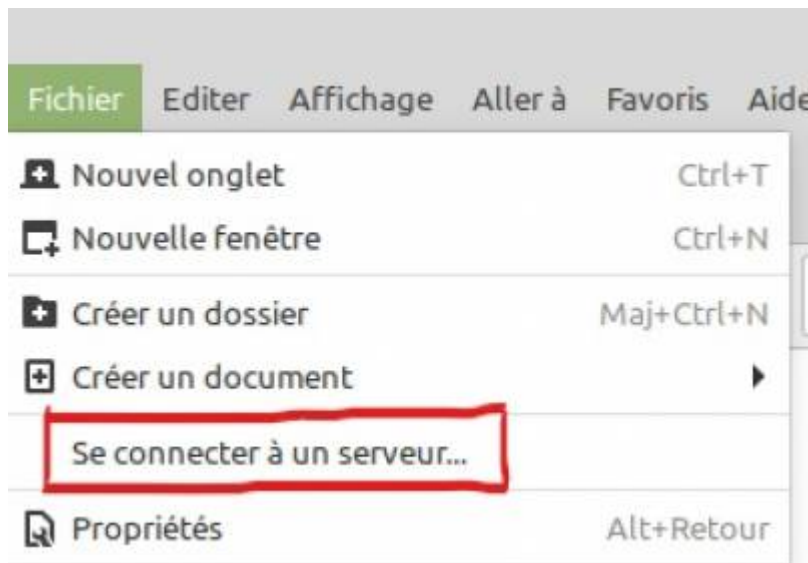 Fichier Editer Affichage Aller à Favoris Aide
Nouvel onglet Ctrl+T
Nouvelle fenêtre Ctrl+N
Créer un dossier Maj+Ctrl+N
Créer un document
Se connecter à un serveur...
Propriétés Alt+Retour